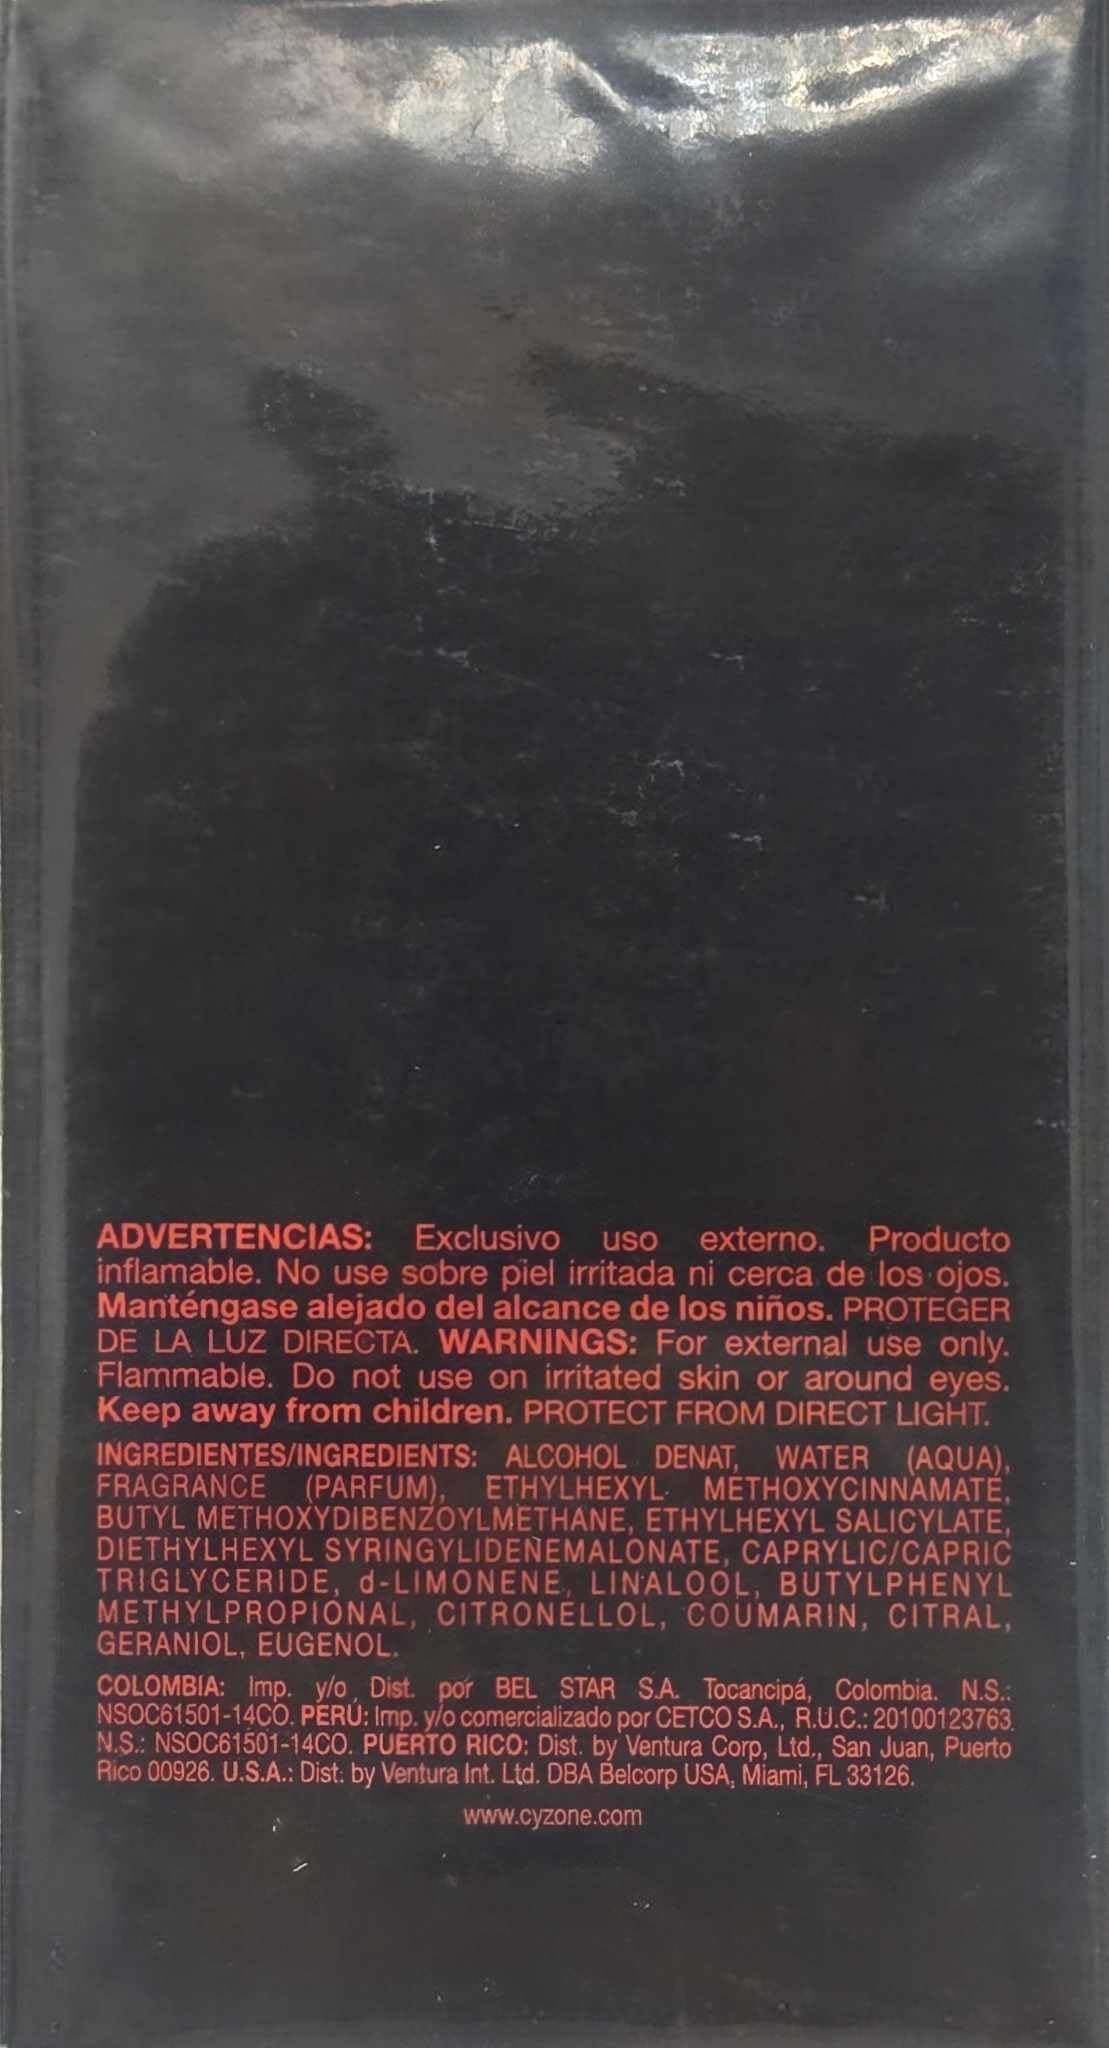 ADVERTENCIAS: Exclusivo uso externo. Producto
inflamable. No use sobre piel irritada ni cerca de los ojos.
Manténgase alejado del alcance de los niños. PROTEGER
DE LA LUZ DIRECTA. WARNINGS: For external use only.
Flammable. Do not use on irritated skin or around eyes.
Keep away from children. PROTECT FROM DIRECT LIGHT.
INGREDIENTES/INGREDIENTS: ALCOHOL DENAT, WATER (AQUA),
FRAGRANCE (PARFUM), ETHYLHEXYL METHOXYCINNAMATE,
BUTYL METHOXYDIBENZOYLMETHANE, ETHYLHEXYL SALICYLATE,
DIETHYLHEXYL SYRINGYLIDENEMALONATE, CAPRYLIC/CAPRIC
TRIGLYCERIDE, d-LIMONENE, LINALOOL, BUTYLPHENYL
METHYLPROPIONAL, CITRONELLOL, COUMARIN, CITRAL,
GERANIOL, EUGENOL.
COLOMBIA: Imp. y/o Dist. por BEL STAR S.A. Tocancipá, Colombia. N.S.:
NSOC61501-14CO. PERÚ: Imp. y/o comercializado por CETCO S.A., R.U.C.: 20100123763.
N.S.: NSOC61501-14CO. PUERTO RICO: Dist. by Ventura Corp, Ltd., San Juan, Puerto
Rico 00926. U.S.A.: Dist. by Ventura Int. Ltd. DBA Belcorp USA, Miami, FL 33126.
www.cyzone.com